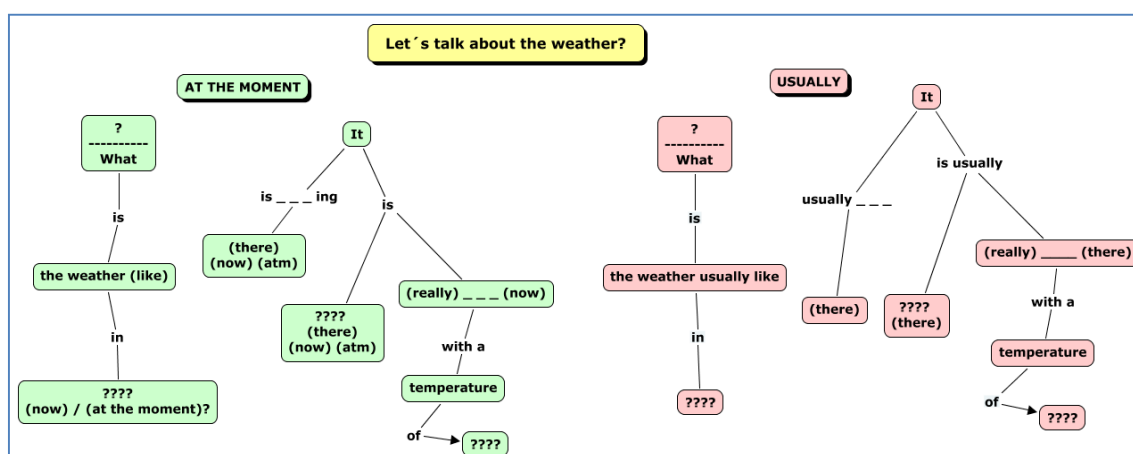 Let´s talk about the weather?
AT THE MOMENT
?
----------
What
is
the weather (like)
in
????
(now) / (at the moment)?
It
is _ _ _ ing
(there)
(now) (atm)
is
????
(there)
(now) (atm)
(really) _ _ _ (now)
with a
temperature
of
????
USUALLY
?
----------
What
is
the weather usually like
in
????
It
usually _ _ _
(there)
is usually
????
(there)
(really) ____ (there)
with a
temperature
of
????